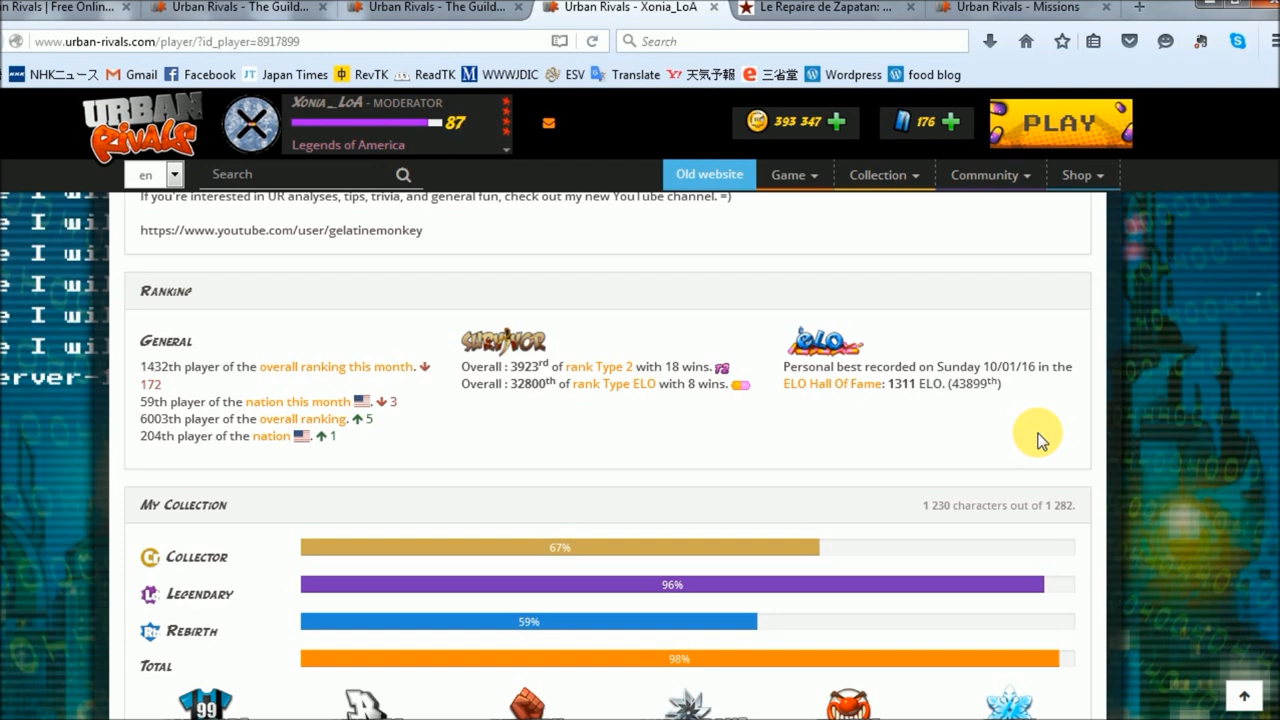 n Rivals | Free Onlin... × Urban Rivals - The Guild... × Urban Rivals - The Guild... × Urban Rivals - Xonia_LoA × Le Repaire de Zapatan: ... × Urban Rivals - Missions ×
www.urban-rivals.com/player/?id_player=8917899 Search
NHKニュース Gmail Facebook Japan Times RevTK ReadTK WWWJDIC ESV Translate 天気予報 三省堂 Wordpress food blog
URBAN RIVALS
XONIA_LOA - MODERATOR
87
Legends of America
393 347
176
PLAY
en Search Old website Game Collection Community Shop
If you're interested in UR analyses, tips, trivia, and general fun, check out my new YouTube channel. =)
https://www.youtube.com/user/gelatinemonkey
RANKING
GENERAL
1432th player of the overall ranking this month.
172
59th player of the nation this month . 3
6003th player of the overall ranking. 5
204th player of the nation . 1
SURVIVOR
Overall : 3923rd of rank Type 2 with 18 wins.
Overall : 32800th of rank Type ELO with 8 wins.
eLO
Personal best recorded on Sunday 10/01/16 in the
ELO Hall Of Fame: 1311 ELO. (43899th)
MY COLLECTION 1 230 characters out of 1 282.
COLLECTOR 67%
LEGENDARY 96%
REBIRTH 59%
TOTAL 98%
99